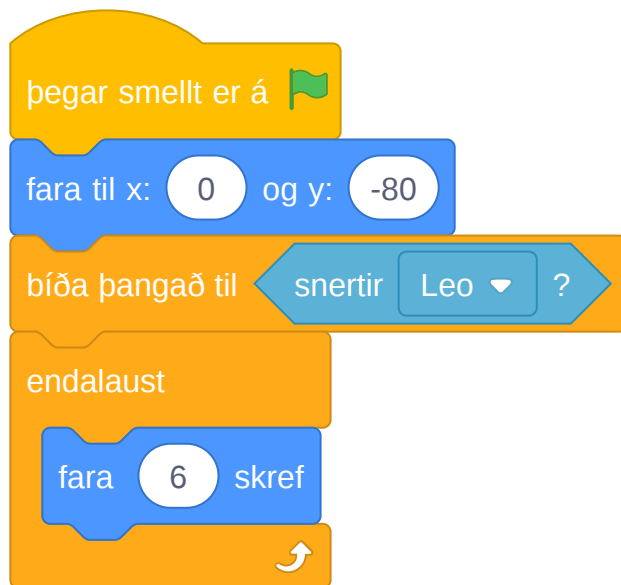 þegar smellt er á
fara til x: 0 og y: -80
bíða þangað til snertir Leo ?
endalaust
fara 6 skref